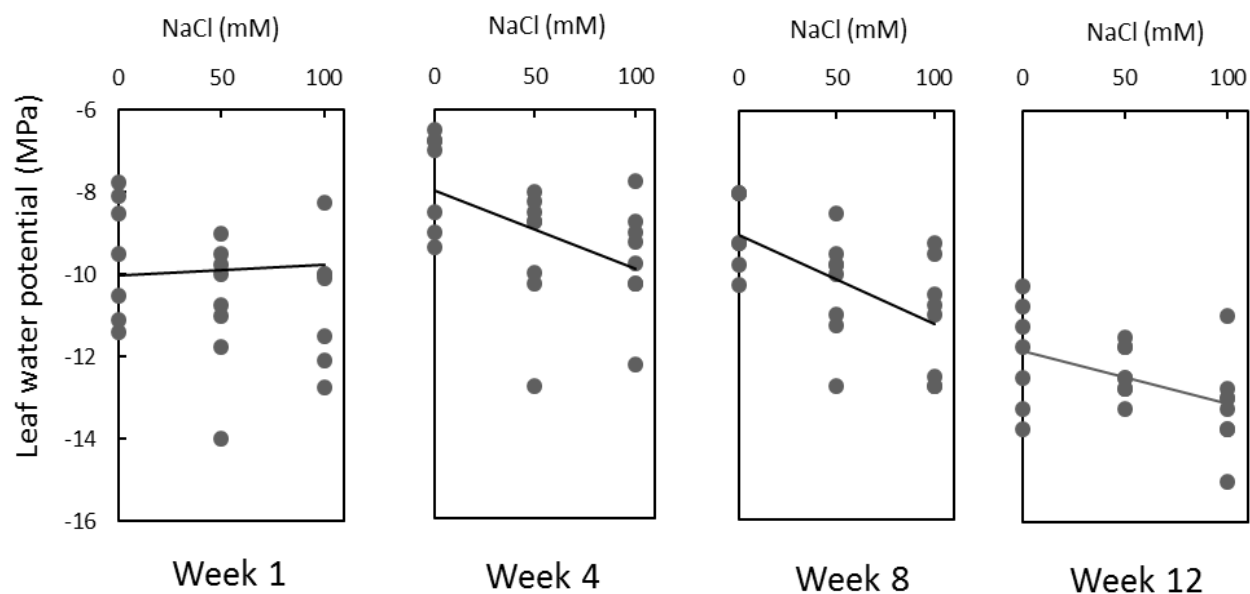 NaCl (mM) NaCl (mM) NaCl (mM) NaCl (mM)
0 50 100 0 50 100 0 50 100 0 50 100
Leaf water potential (MPa)
-6
-8
-10
-12
-14
-16
Week 1 Week 4 Week 8 Week 12